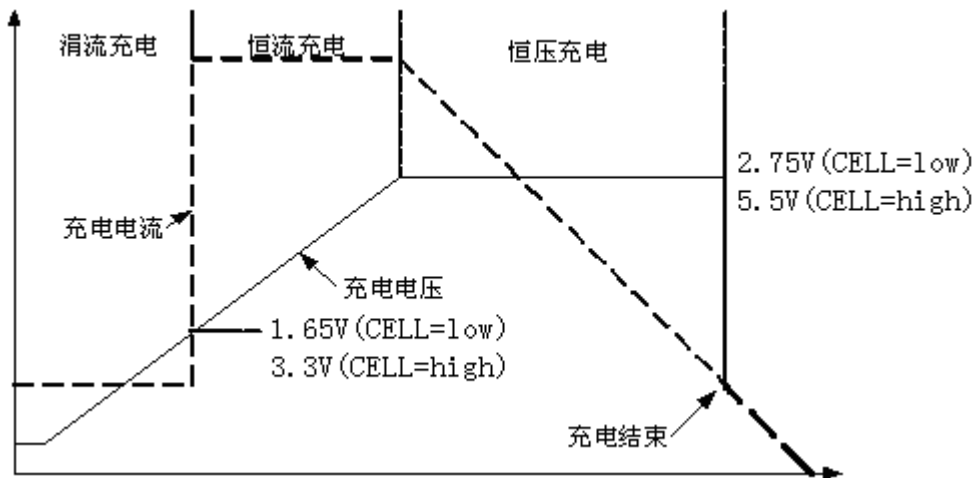 涓流充电
恒流充电
恒压充电
2.75V(CELL=low)
5.5V(CELL=high)
充电电流
充电电压
1.65V(CELL=low)
3.3V(CELL=high)
充电结束